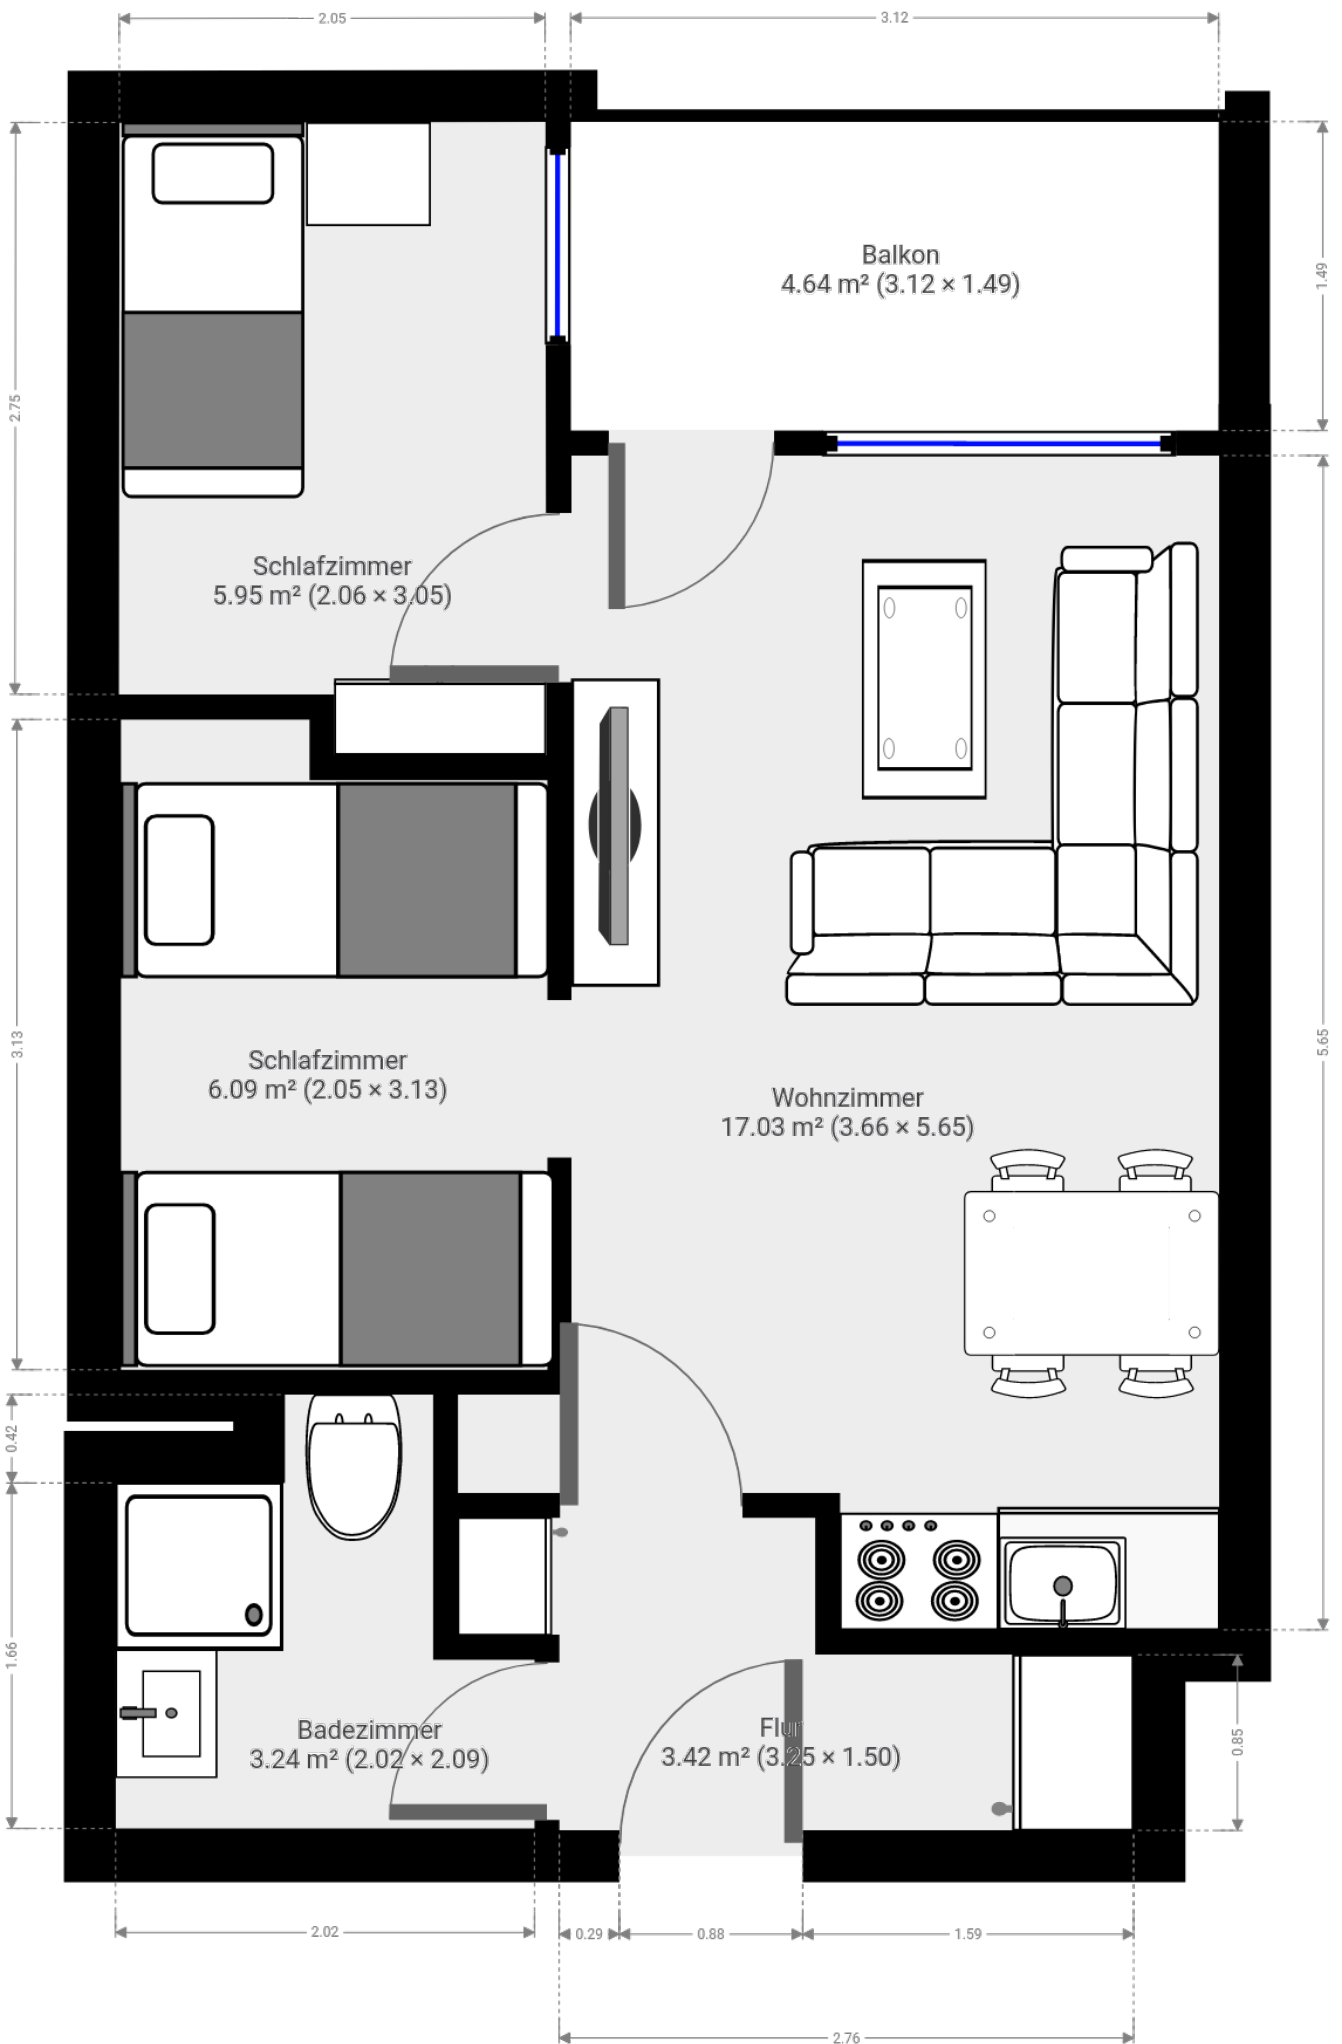 2.05
3.12
Balkon
4.64 m² (3.12 × 1.49)
1.49
2.75
Schlafzimmer
5.95 m² (2.06 × 3.05)
3.13
Schlafzimmer
6.09 m² (2.05 × 3.13)
5.65
Wohnzimmer
17.03 m² (3.66 × 5.65)
0.42
1.66
Badezimmer
3.24 m² (2.02 × 2.09)
Flur
3.42 m² (3.25 × 1.50)
0.85
2.02
0.29
0.88
1.59
2.76